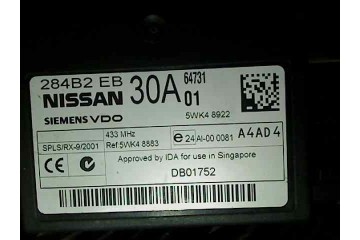 284B2 EB 30A 64731
NISSAN 01
SIEMENS VDO 5WK4 8922
433 MHz
SPLS/RX-9/2001 Ref.5WK4 8883 e 24 AI-00 0081 A4AD4
Approved by IDA for use in Singapore
DB01752